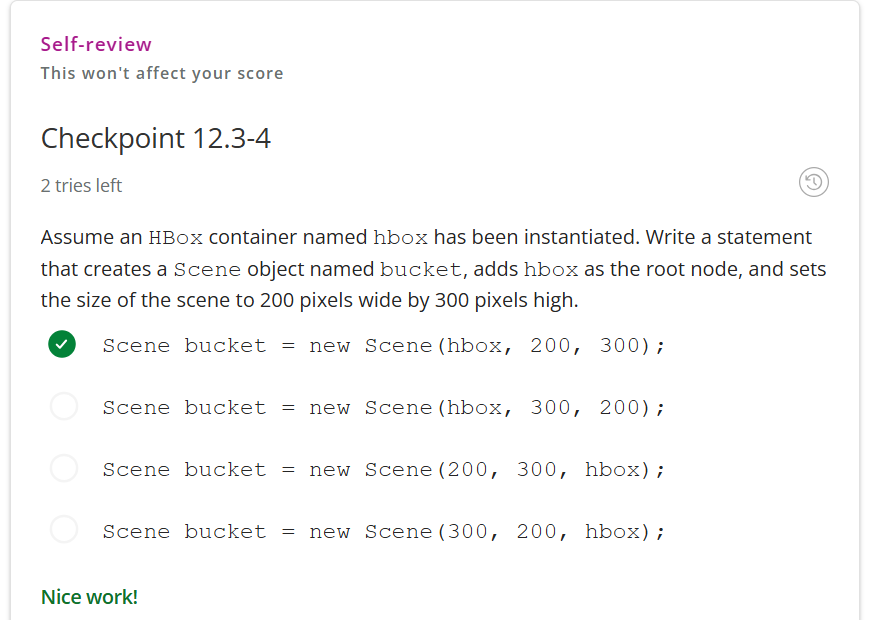 Self-review
This won't affect your score
Checkpoint 12.3-4
2 tries left
Assume an HBox container named hbox has been instantiated. Write a statement
that creates a Scene object named bucket, adds hbox as the root node, and sets
the size of the scene to 200 pixels wide by 300 pixels high.
Scene bucket = new Scene(hbox, 200, 300);
Scene bucket = new Scene(hbox, 300, 200);
Scene bucket = new Scene(200, 300, hbox);
Scene bucket = new Scene(300, 200, hbox);
Nice work!